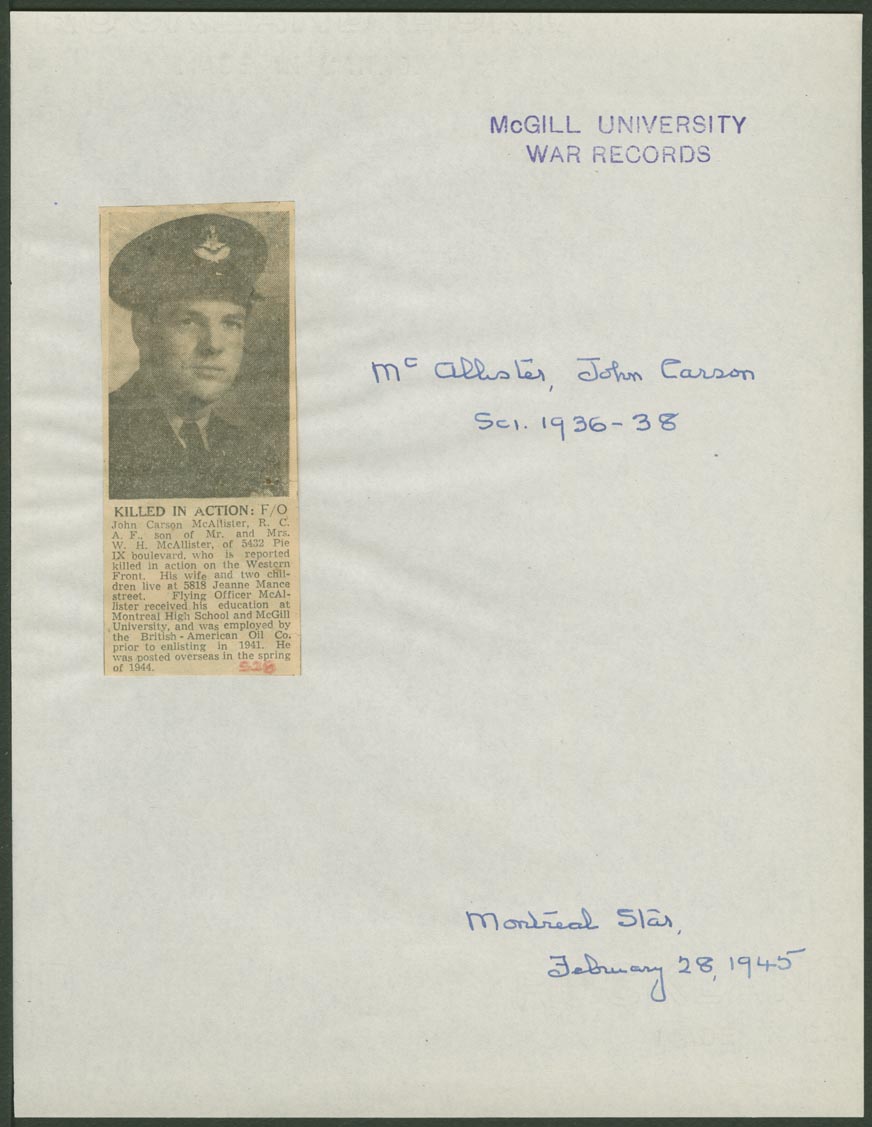 McGILL UNIVERSITY
WAR RECORDS
McAllister, John Carson
Sci. 1936-38
KILLED IN ACTION: F/O
John Carson McAllister, R. C.
A. F., son of Mr. and Mrs.
W. H. McAllister, of 5432 Pie
IX boulevard, who is reported
killed in action on the Western
Front. His wife and two chil-
dren live at 5818 Jeanne Mance
street. Flying Officer McAl-
lister received his education at
Montreal High School and McGill
University, and was employed by
the British-American Oil Co.
prior to enlisting in 1941. He
was posted overseas in the spring
of 1944.
Montreal Star,
February 28, 1945